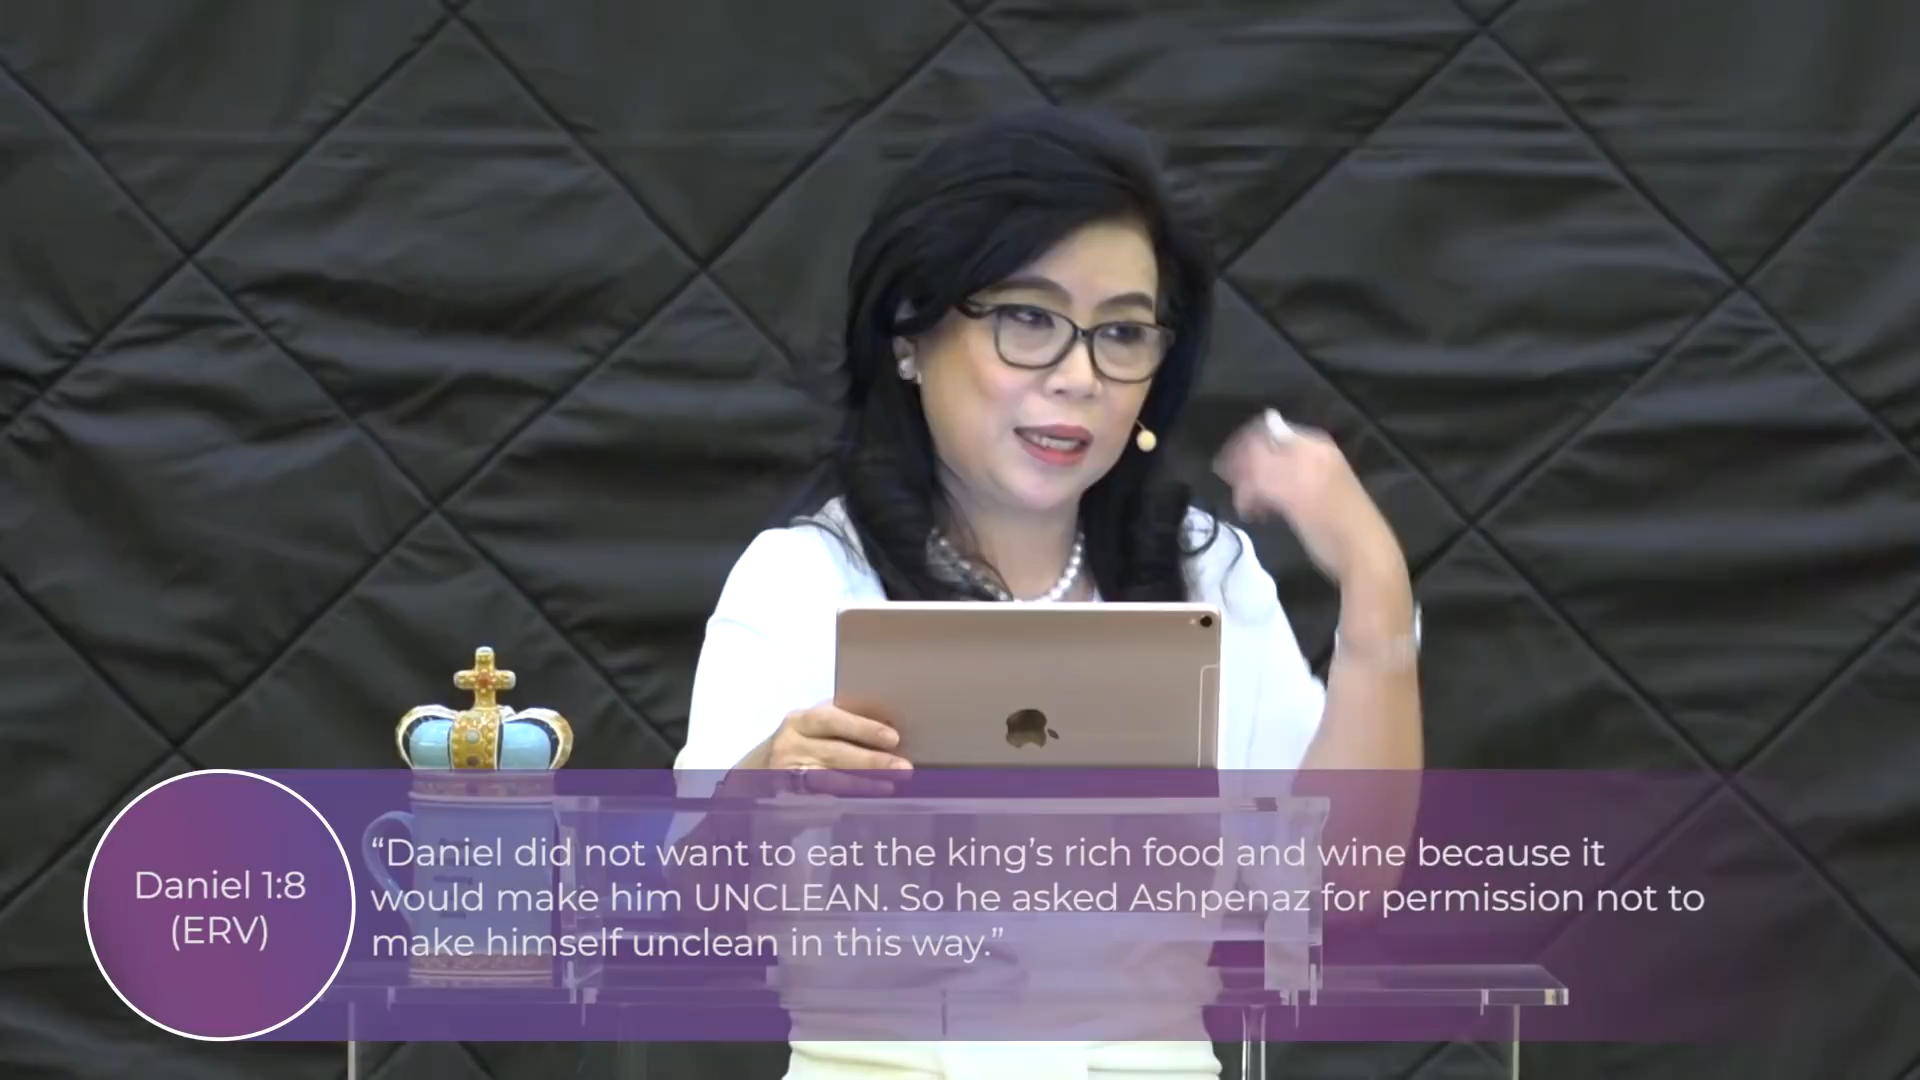 Daniel 1:8
(ERV)
“Daniel did not want to eat the king’s rich food and wine because it
would make him UNCLEAN. So he asked Ashpenaz for permission not to
make himself unclean in this way.”